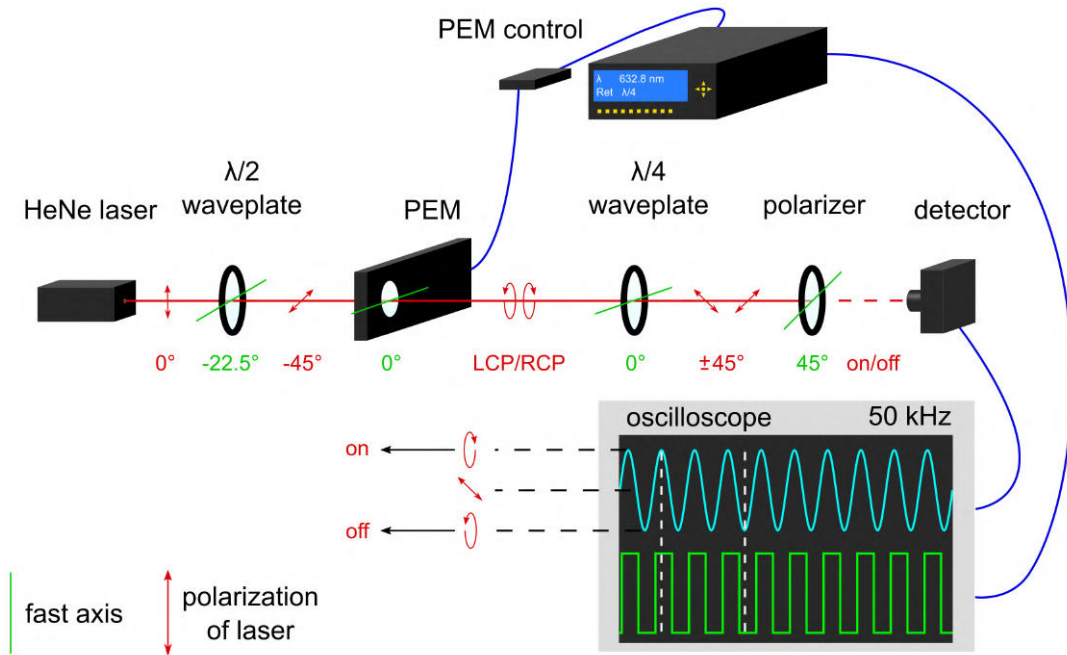 PEM control
λ 632.8 nm
Ret λ/4
HeNe laser
λ/2
waveplate
PEM
λ/4
waveplate
polarizer
detector
0°
-22.5°
-45°
0°
LCP/RCP
0°
±45°
45°
on/off
oscilloscope
50 kHz
on
off
fast axis
polarization
of laser